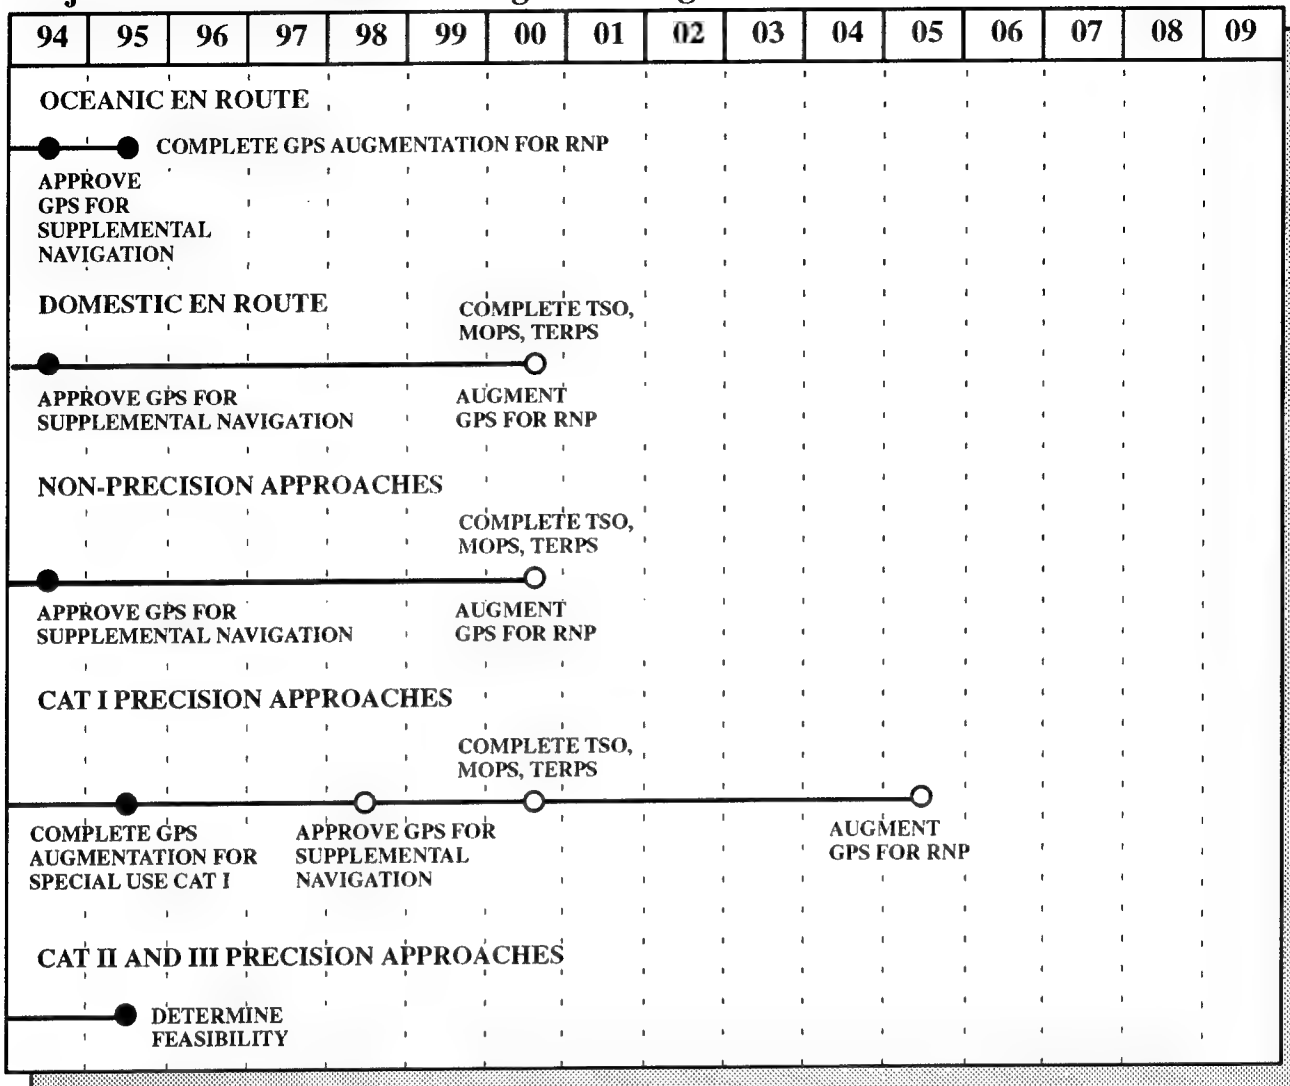 94 95 96 97 98 99 00 01 02 03 04 05 06 07 08 09
OCEANIC EN ROUTE
COMPLETE GPS AUGMENTATION FOR RNP
APPROVE
GPS FOR
SUPPLEMENTAL
NAVIGATION
DOMESTIC EN ROUTE
COMPLETE TSO,
MOPS, TERPS
APPROVE GPS FOR
SUPPLEMENTAL NAVIGATION
AUGMENT
GPS FOR RNP
NON-PRECISION APPROACHES
COMPLETE TSO,
MOPS, TERPS
APPROVE GPS FOR
SUPPLEMENTAL NAVIGATION
AUGMENT
GPS FOR RNP
CAT I PRECISION APPROACHES
COMPLETE TSO,
MOPS, TERPS
COMPLETE GPS
AUGMENTATION FOR
SPECIAL USE CAT I
APPROVE GPS FOR
SUPPLEMENTAL
NAVIGATION
AUGMENT
GPS FOR RNP
CAT II AND III PRECISION APPROACHES
DETERMINE
FEASIBILITY